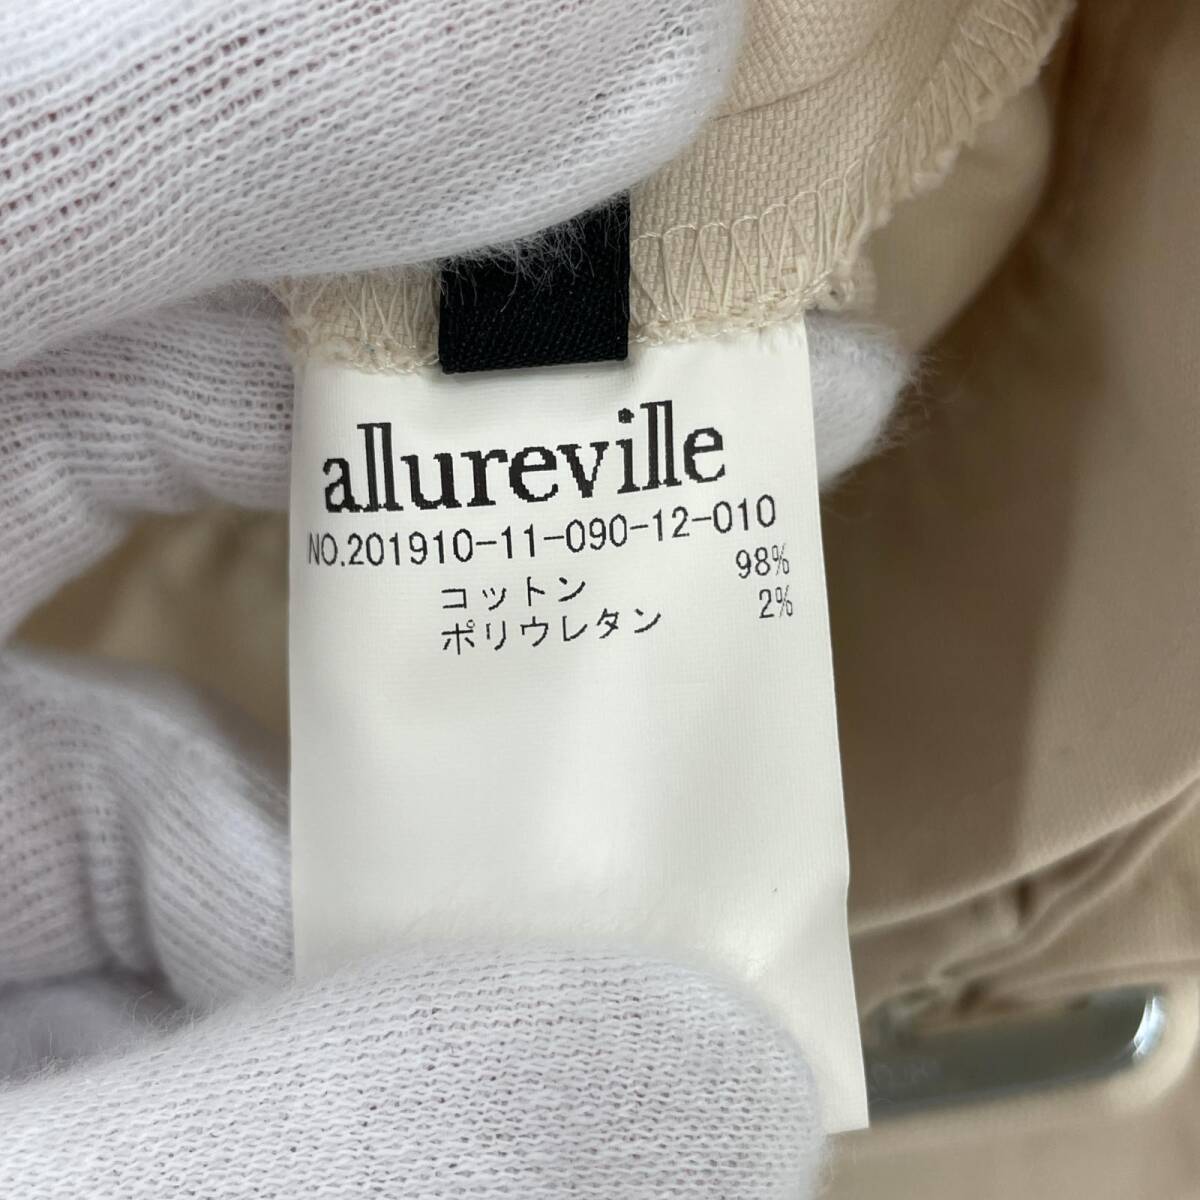 allureville
NO.201910-11-090-12-010
コットン 98%
ポリウレタン 2%